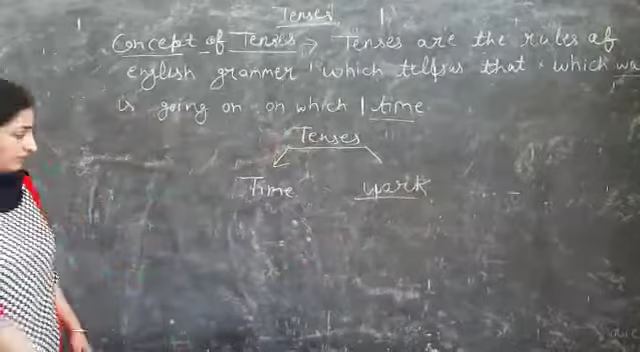 Tenses
Concept of Tenses → Tenses are the rules of
english grammer which tells us that which
is going on on which time
Tenses
Time work